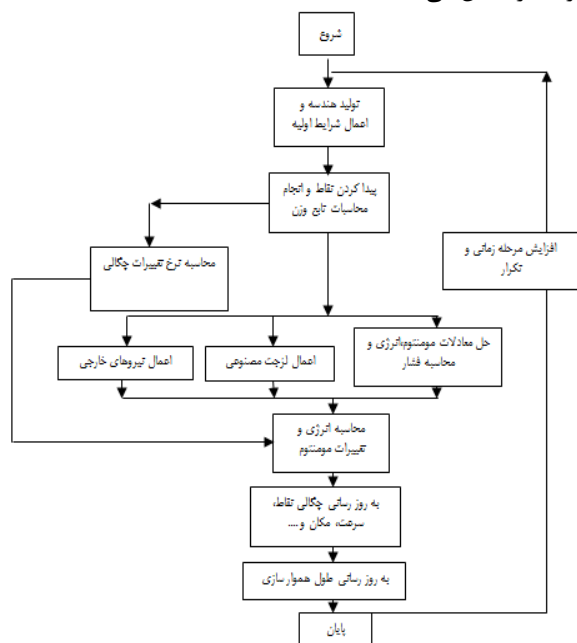 شروع
تولید هندسه و
اعمال شرایط اولیه
پیدا کردن نقاط و انجام
محاسبات تابع وزن
افزایش مرحله زمانی و
تکرار
محاسبه نرخ تغییرات چگالی
حل معادلات مومنتوم،انرژی و
محاسبه فشار
اعمال لزجت مصنوعی
اعمال نیروهای خارجی
محاسبه انرژی و
تغییرات مومنتوم
به روز رسانی چگالی نقاط،
سرعت، مکان و....
به روز رسانی طول هموار سازی
پایان